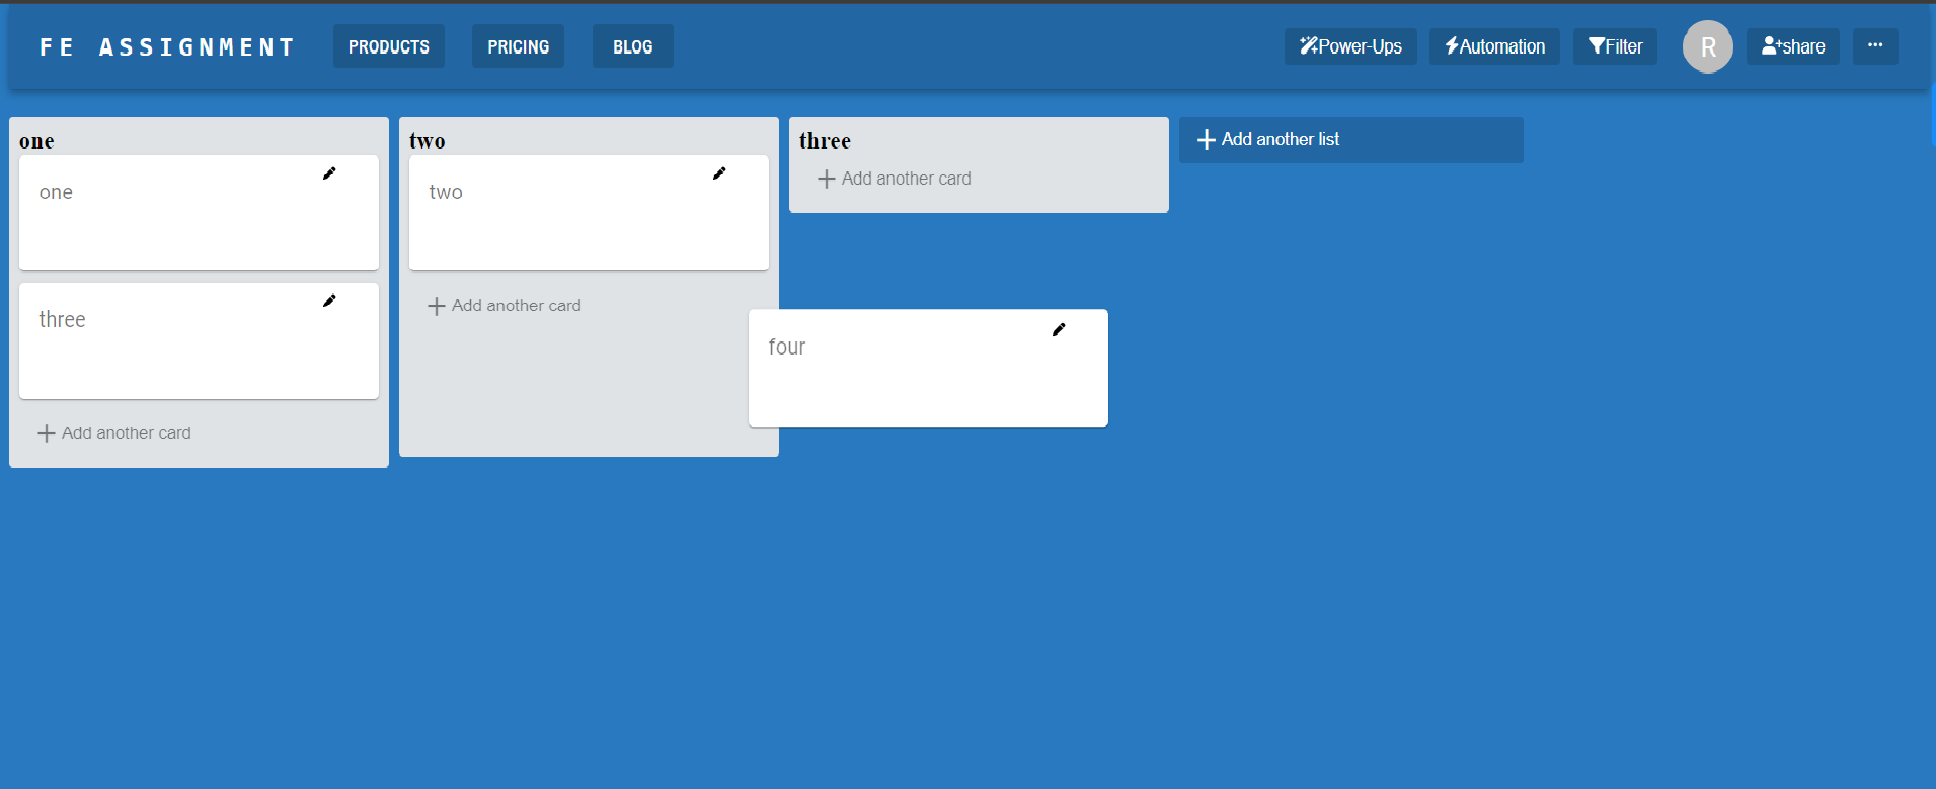 FE ASSIGNMENT PRODUCTS PRICING BLOG Power-Ups Automation Filter R share ...
one
one
three
Add another card
two
two
Add another card
three
Add another card
four
Add another list